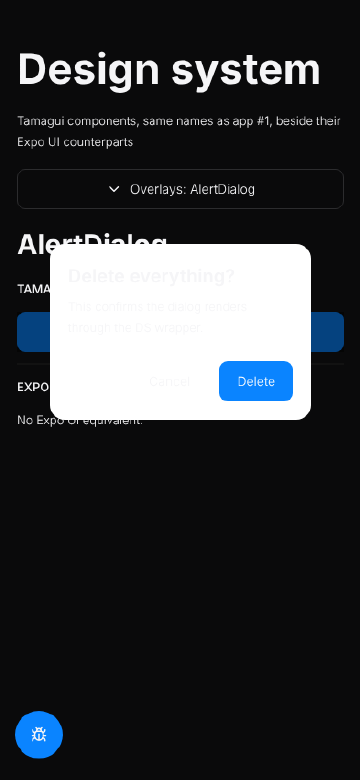 Design system
Tamagui components, same names as app #1, beside their
Expo UI counterparts
Overlays: AlertDialog
AlertDialog
TAMA
Delete everything?
This confirms the dialog renders
through the DS wrapper.
Cancel
Delete
EXPO
No Expo UI equivalent.